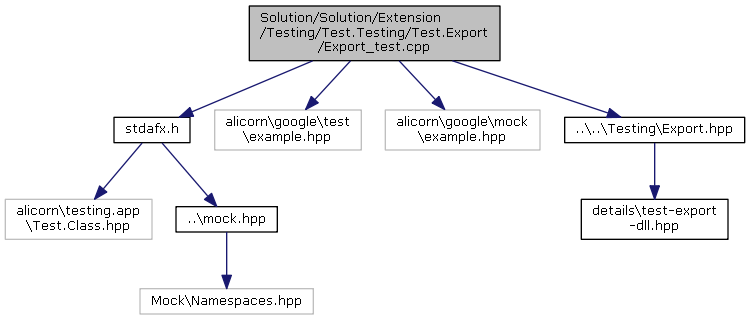 Solution/Solution/Extension
/Testing/Test.Testing/Test.Export
/Export_test.cpp
stdafx.h
alicorn\google\test
\example.hpp
alicorn\google\mock
\example.hpp
..\..\Testing\Export.hpp
alicorn\testing.app
\Test.Class.hpp
..\mock.hpp
details\test-export
-dll.hpp
Mock\Namespaces.hpp